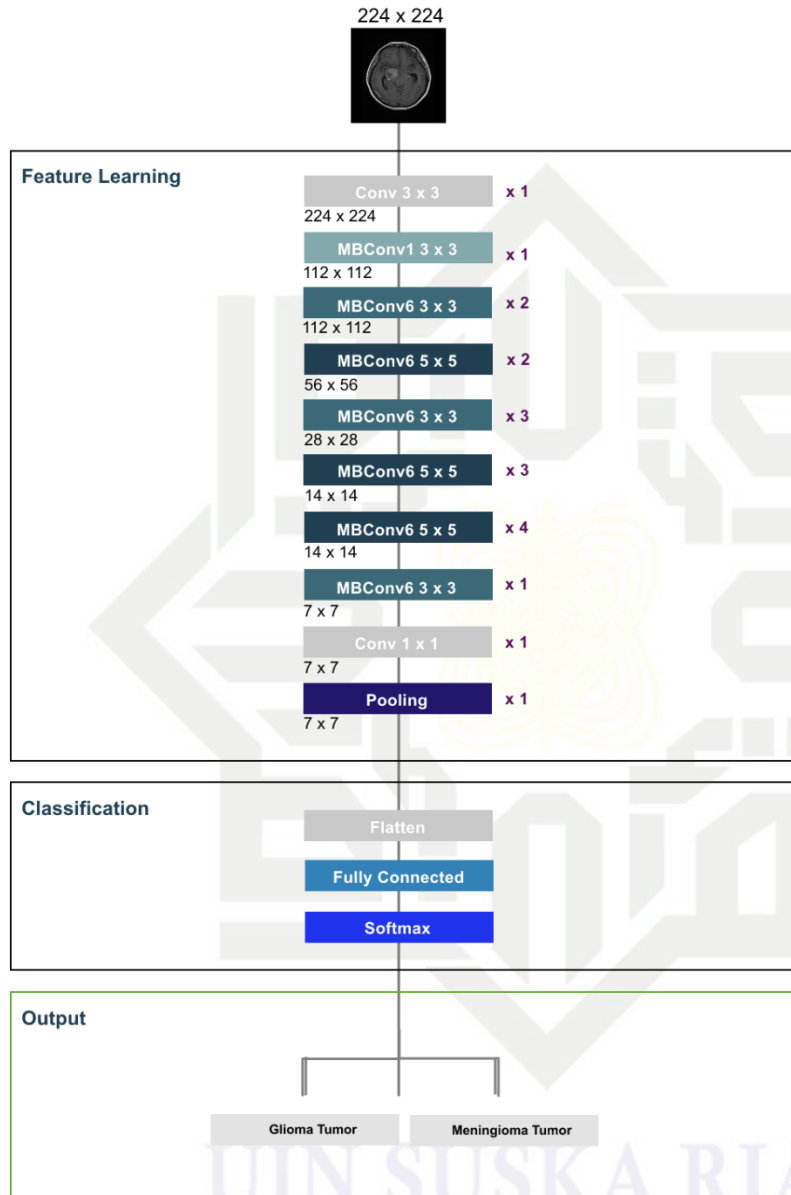 224 x 224
Feature Learning
Conv 3 x 3 x 1
224 x 224
MBConv1 3 x 3 x 1
112 x 112
MBConv6 3 x 3 x 2
112 x 112
MBConv6 5 x 5 x 2
56 x 56
MBConv6 3 x 3 x 3
28 x 28
MBConv6 5 x 5 x 3
14 x 14
MBConv6 5 x 5 x 4
14 x 14
MBConv6 3 x 3 x 1
7 x 7
Conv 1 x 1 x 1
7 x 7
Pooling x 1
7 x 7
Classification
Flatten
Fully Connected
Softmax
Output
Glioma Tumor
Meningioma Tumor
UIN SUSKA RIA